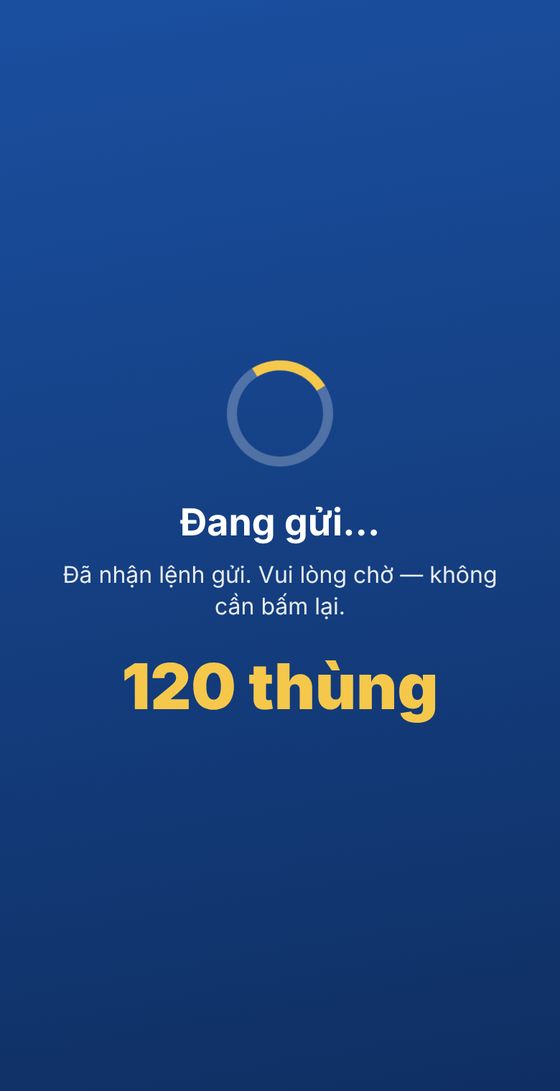 Đang gửi...
Đã nhận lệnh gửi. Vui lòng chờ — không
cần bấm lại.
120 thùng